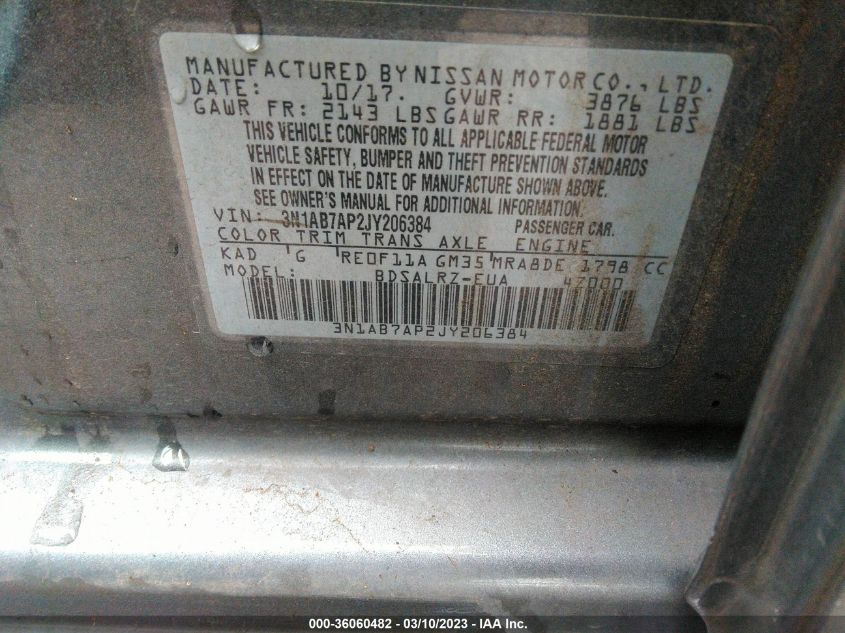 MANUFACTURED BY NISSAN MOTOR CO., LTD.
DATE: 10/17. GVWR: 3876 LBS
GAWR FR: 2143 LBS GAWR RR: 1881 LBS
THIS VEHICLE CONFORMS TO ALL APPLICABLE FEDERAL MOTOR
VEHICLE SAFETY, BUMPER AND THEFT PREVENTION STANDARDS
IN EFFECT ON THE DATE OF MANUFACTURE SHOWN ABOVE.
SEE OWNER'S MANUAL FOR ADDITIONAL INFORMATION.
VIN: 3N1AB7AP2JY206384 PASSENGER CAR.
COLOR TRIM TRANS AXLE ENGINE
KAD G RE0F11A GM35 MRA8DE 1798 CC
MODEL: BDSALRZ-EUA 47000
3N1AB7AP2JY206384
000-36060482 - 03/10/2023 - IAA Inc.